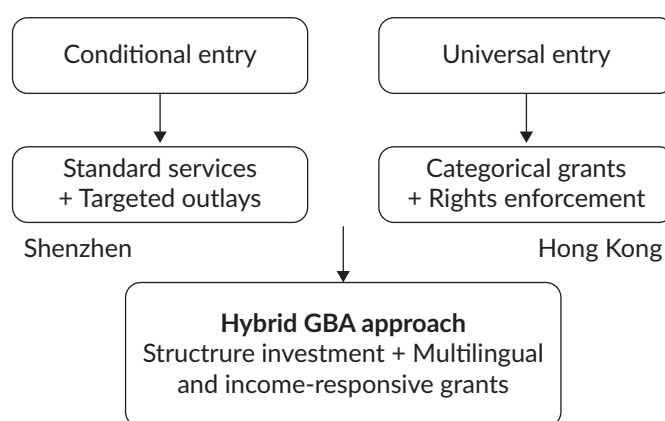 Conditional entry
Universal entry
Standard services
+ Targeted outlays
Categorical grants
+ Rights enforcement
Shenzhen
Hong Kong
Hybrid GBA approach
Structrure investment + Multilingual
and income-responsive grants